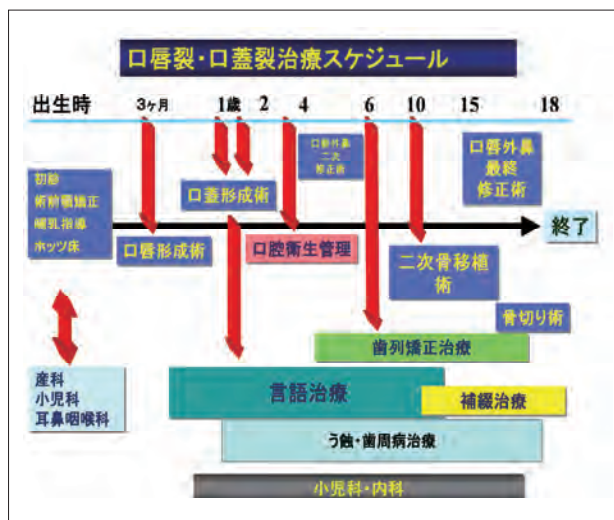 口唇裂・口蓋裂治療スケジュール
出生時
3ヶ月
1歳
2
4
6
10
15
18
初診
術前顎矯正
哺乳指導
ホッツ床
口唇形成術
口蓋形成術
口唇外鼻
二次
修正術
口腔衛生管理
二次骨移植
術
口唇外鼻
最終
修正術
終了
骨切り術
産科
小児科
耳鼻咽喉科
歯列矯正治療
言語治療
補綴治療
う蝕・歯周病治療
小児科・内科